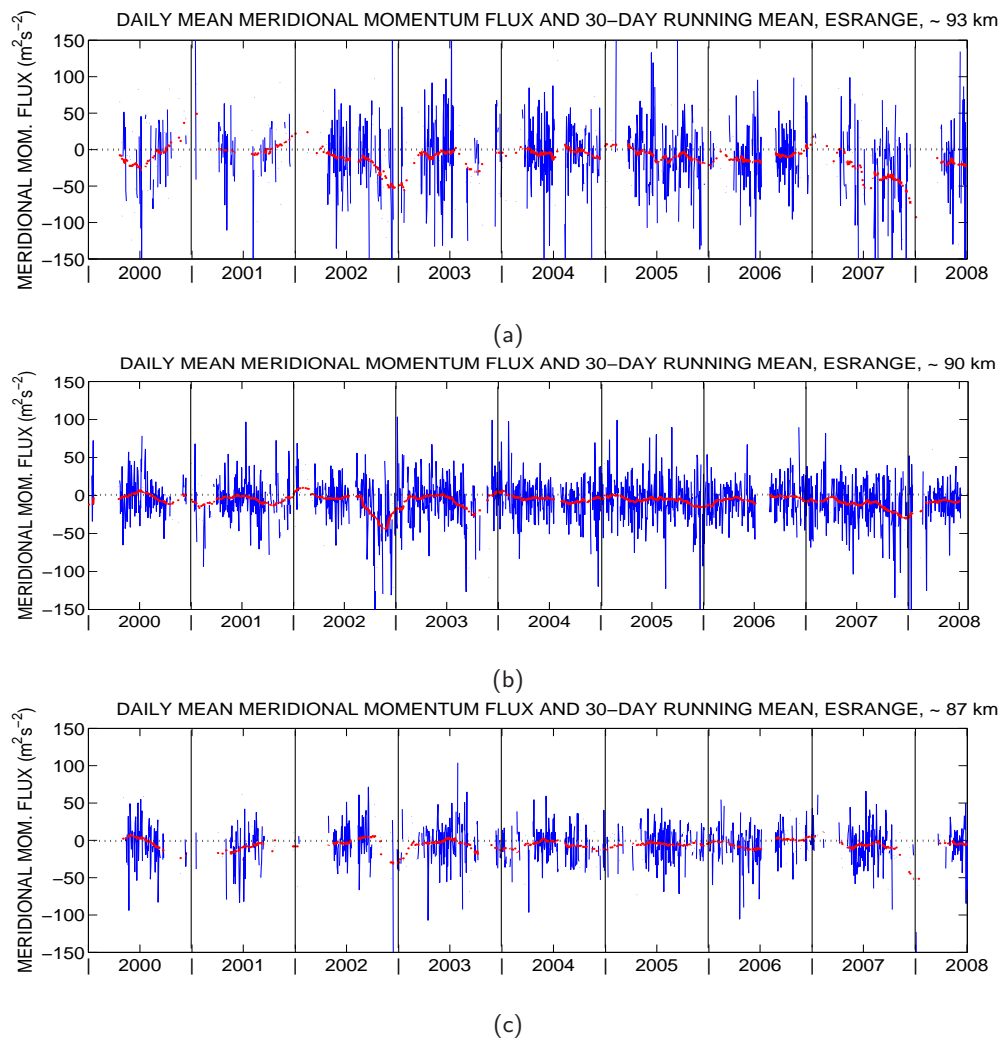 DAILY MEAN MERIDIONAL MOMENTUM FLUX AND 30−DAY RUNNING MEAN, ESRANGE, ~ 93 km
MERIDIONAL MOM. FLUX (m²s⁻²)
150
100
50
0
−50
−100
−150
2000 2001 2002 2003 2004 2005 2006 2007 2008
(a)
DAILY MEAN MERIDIONAL MOMENTUM FLUX AND 30−DAY RUNNING MEAN, ESRANGE, ~ 90 km
MERIDIONAL MOM. FLUX (m²s⁻²)
150
100
50
0
−50
−100
−150
2000 2001 2002 2003 2004 2005 2006 2007 2008
(b)
DAILY MEAN MERIDIONAL MOMENTUM FLUX AND 30−DAY RUNNING MEAN, ESRANGE, ~ 87 km
MERIDIONAL MOM. FLUX (m²s⁻²)
150
100
50
0
−50
−100
−150
2000 2001 2002 2003 2004 2005 2006 2007 2008
(c)